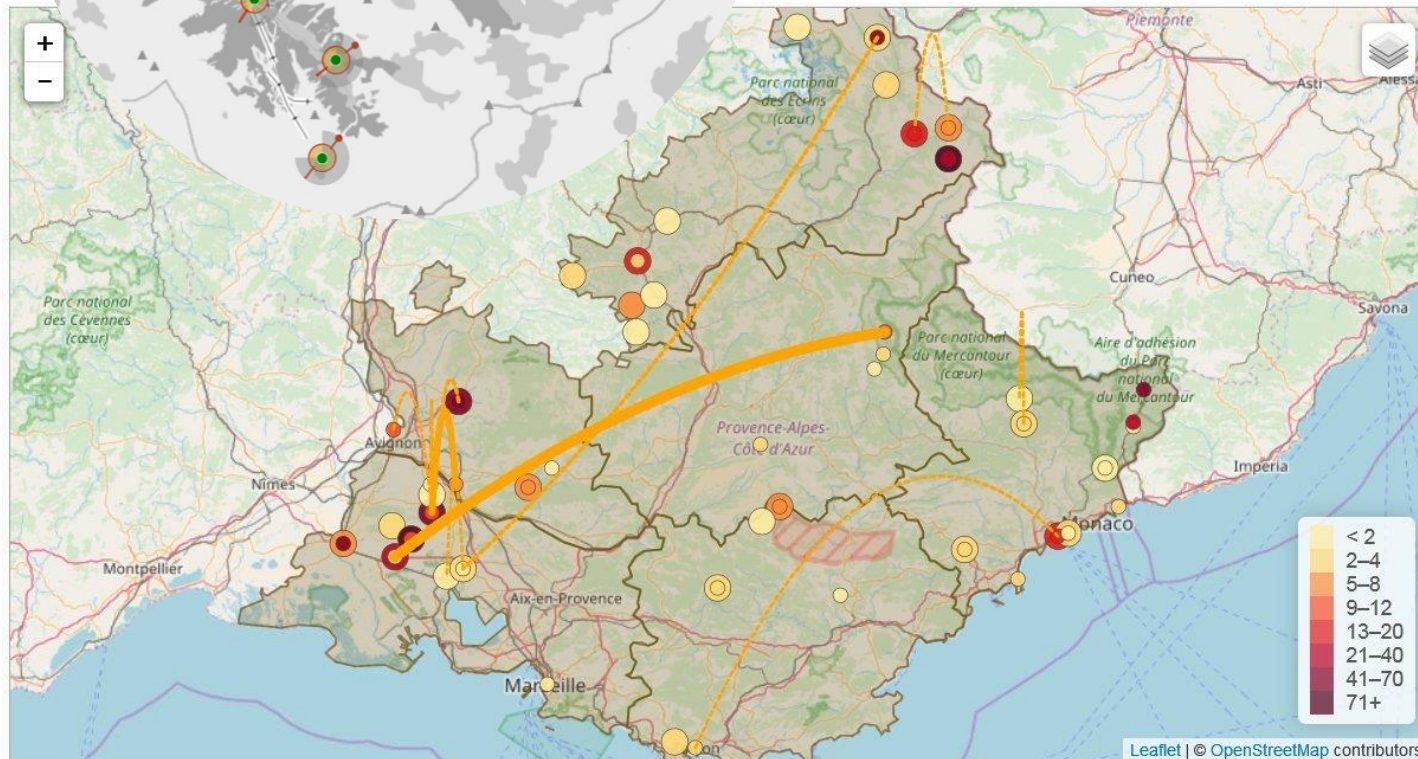 +
−
Piemonte
Asti
Aless
Parc national
des Ecrins
(cœur)
Cuneo
Savona
Parc national
des Cévennes
(cœur)
Parc national
du Mercantour
(cœur)
Aire d'adhésion
du Parc
national
du Mercantour
Avignon
Provence-Alpes-
Côte d'Azur
Imperia
Nîmes
Monaco
Montpellier
Aix-en-Provence
Marseille
< 2
2–4
5–8
9–12
13–20
21–40
41–70
71+
Leaflet | © OpenStreetMap contributors